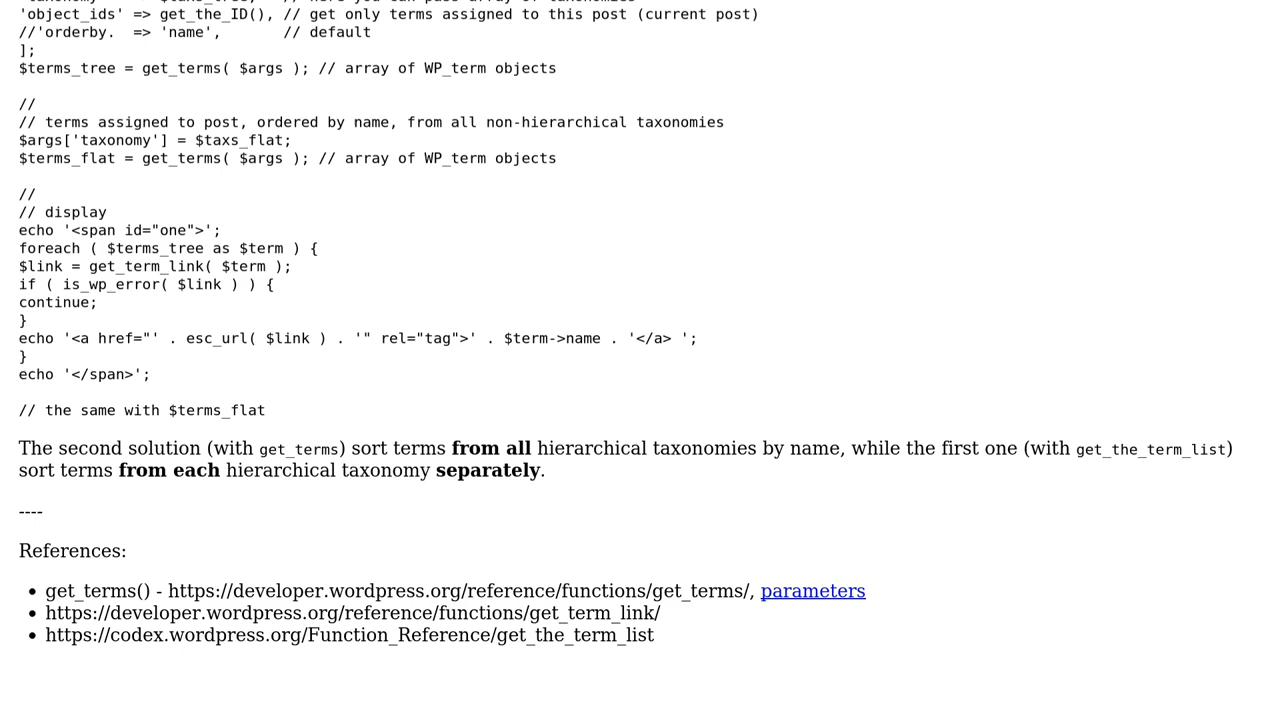 'object_ids' => get_the_ID(), // get only terms assigned to this post (current post)
//'orderby.  => 'name',       // default
];
$terms_tree = get_terms( $args ); // array of WP_term objects

//
// terms assigned to post, ordered by name, from all non-hierarchical taxonomies
$args['taxonomy'] = $taxs_flat;
$terms_flat = get_terms( $args ); // array of WP_term objects

//
// display
echo '<span id="one">';
foreach ( $terms_tree as $term ) {
$link = get_term_link( $term );
if ( is_wp_error( $link ) ) {
continue;
}
echo '<a href="' . esc_url( $link ) . '" rel="tag">' . $term->name . '</a> ';
}
echo '</span>';

// the same with $terms_flat
The second solution (with get_terms) sort terms from all hierarchical taxonomies by name, while the first one (with get_the_term_list)
sort terms from each hierarchical taxonomy separately.
----
References:
• get_terms() - https://developer.wordpress.org/reference/functions/get_terms/, parameters
• https://developer.wordpress.org/reference/functions/get_term_link/
• https://codex.wordpress.org/Function_Reference/get_the_term_list